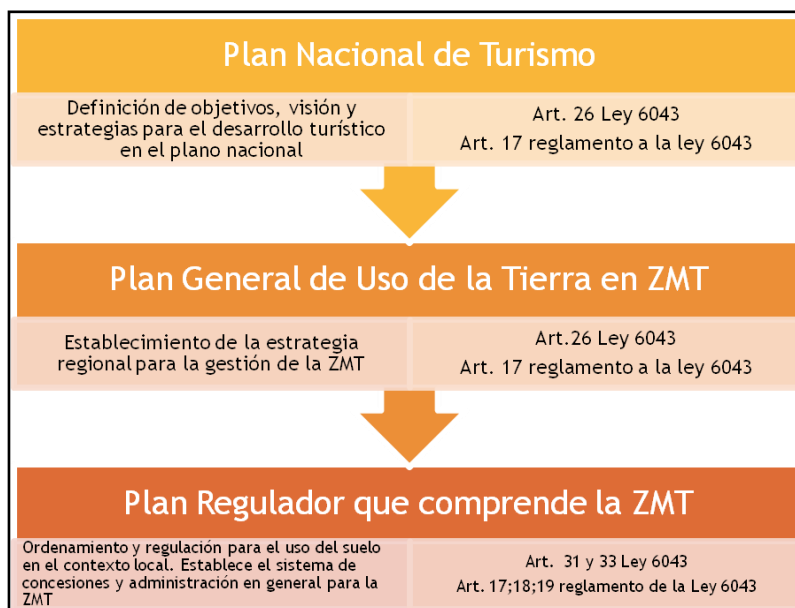 Plan Nacional de Turismo
Definición de objetivos, visión y
estrategias para el desarrollo turístico
en el plano nacional
Art. 26 Ley 6043
Art. 17 reglamento a la ley 6043
Plan General de Uso de la Tierra en ZMT
Establecimiento de la estrategia
regional para la gestión de la ZMT
Art.26 Ley 6043
Art. 17 reglamento a la ley 6043
Plan Regulador que comprende la ZMT
Ordenamiento y regulación para el uso del suelo
en el contexto local. Establece el sistema de
concesiones y administración en general para la
ZMT
Art. 31 y 33 Ley 6043
Art. 17;18;19 reglamento de la Ley 6043